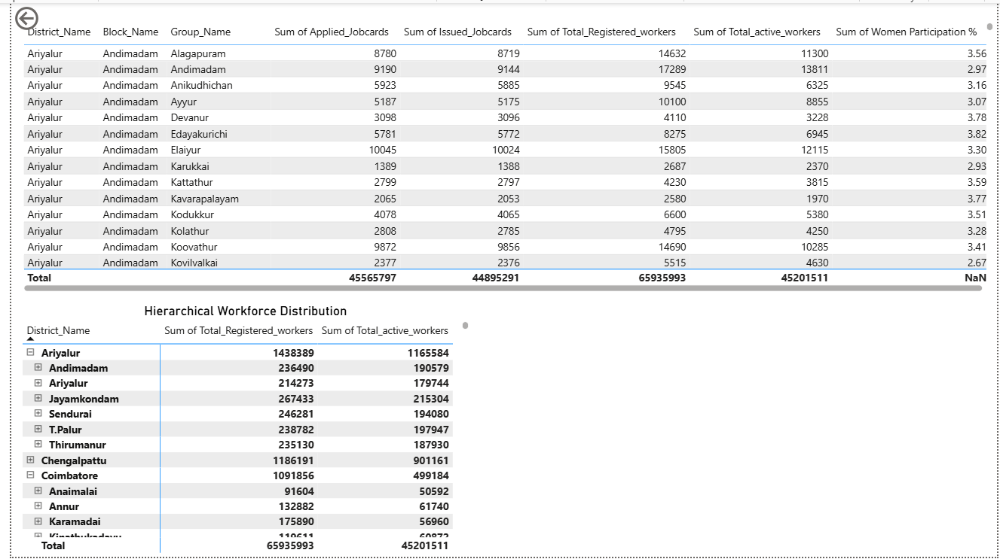 District_Name Block_Name Group_Name Sum of Applied_Jobcards Sum of Issued_Jobcards Sum of Total_Registered_workers Sum of Total_active_workers Sum of Women Participation %
Ariyalur Andimadam Alagapuram 8780 8719 14632 11300 3.56
Ariyalur Andimadam Andimadam 9190 9144 17289 13811 2.97
Ariyalur Andimadam Anikudhichan 5923 5885 9545 6325 3.16
Ariyalur Andimadam Ayyur 5187 5175 10100 8855 3.07
Ariyalur Andimadam Devanur 3098 3096 4110 3228 3.78
Ariyalur Andimadam Edayakurichi 5781 5772 8275 6945 3.82
Ariyalur Andimadam Elaiyur 10045 10024 15805 12115 3.30
Ariyalur Andimadam Karukkai 1389 1388 2687 2370 2.93
Ariyalur Andimadam Kattathur 2799 2797 4230 3815 3.59
Ariyalur Andimadam Kavarapalayam 2065 2053 2580 1970 3.77
Ariyalur Andimadam Kodukkur 4078 4065 6600 5380 3.51
Ariyalur Andimadam Kolathur 2808 2785 4795 4250 3.28
Ariyalur Andimadam Koovathur 9872 9856 14690 10285 3.41
Ariyalur Andimadam Kovilvalkai 2377 2376 5515 4630 2.67
Total 45565797 44895291 65935993 45201511 NaN
Hierarchical Workforce Distribution
District_Name Sum of Total_Registered_workers Sum of Total_active_workers
Ariyalur 1438389 1165584
Andimadam 236490 190579
Ariyalur 214273 179744
Jayamkondam 267433 215304
Sendurai 246281 194080
T.Palur 238782 197947
Thirumanur 235130 187930
Chengalpattu 1186191 901161
Coimbatore 1091856 499184
Anaimalai 91604 50592
Annur 132882 61740
Karamadai 175890 56960
Total 65935993 45201511